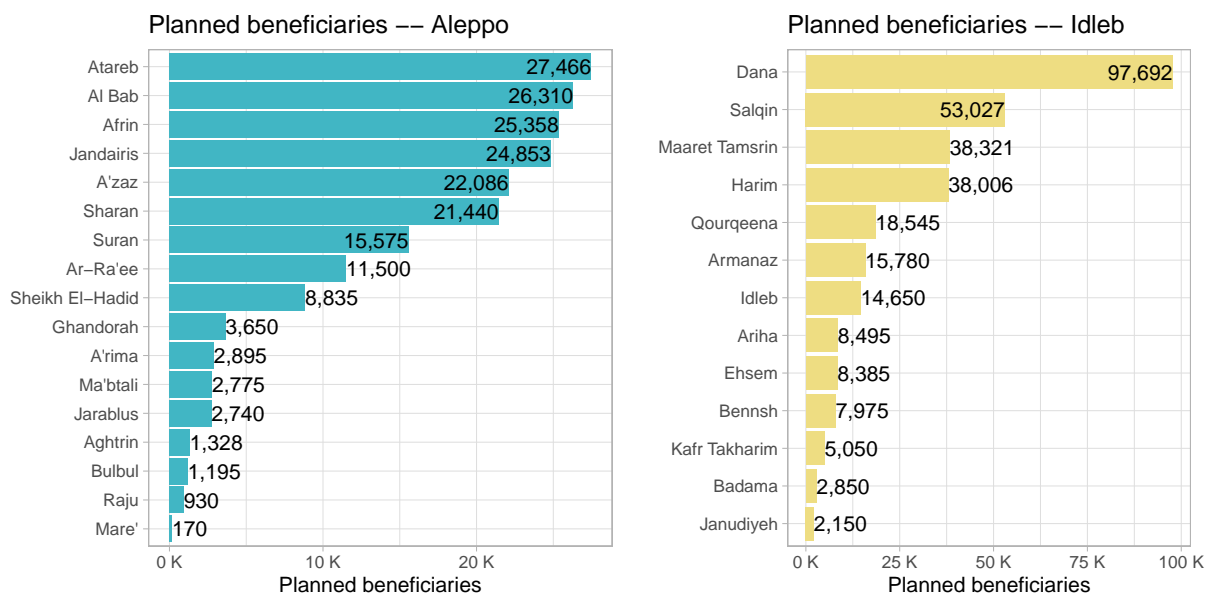 Planned beneficiaries −− Aleppo
Atareb 27,466
Al Bab 26,310
Afrin 25,358
Jandairis 24,853
A'zaz 22,086
Sharan 21,440
Suran 15,575
Ar−Ra'ee 11,500
Sheikh El−Hadid 8,835
Ghandorah 3,650
A'rima 2,895
Ma'btali 2,775
Jarablus 2,740
Aghtrin 1,328
Bulbul 1,195
Raju 930
Mare' 170
0 K 10 K 20 K
Planned beneficiaries
Planned beneficiaries −− Idleb
Dana 97,692
Salqin 53,027
Maaret Tamsrin 38,321
Harim 38,006
Qourqeena 18,545
Armanaz 15,780
Idleb 14,650
Ariha 8,495
Ehsem 8,385
Bennsh 7,975
Kafr Takharim 5,050
Badama 2,850
Janudiyeh 2,150
0 K 25 K 50 K 75 K 100 K
Planned beneficiaries